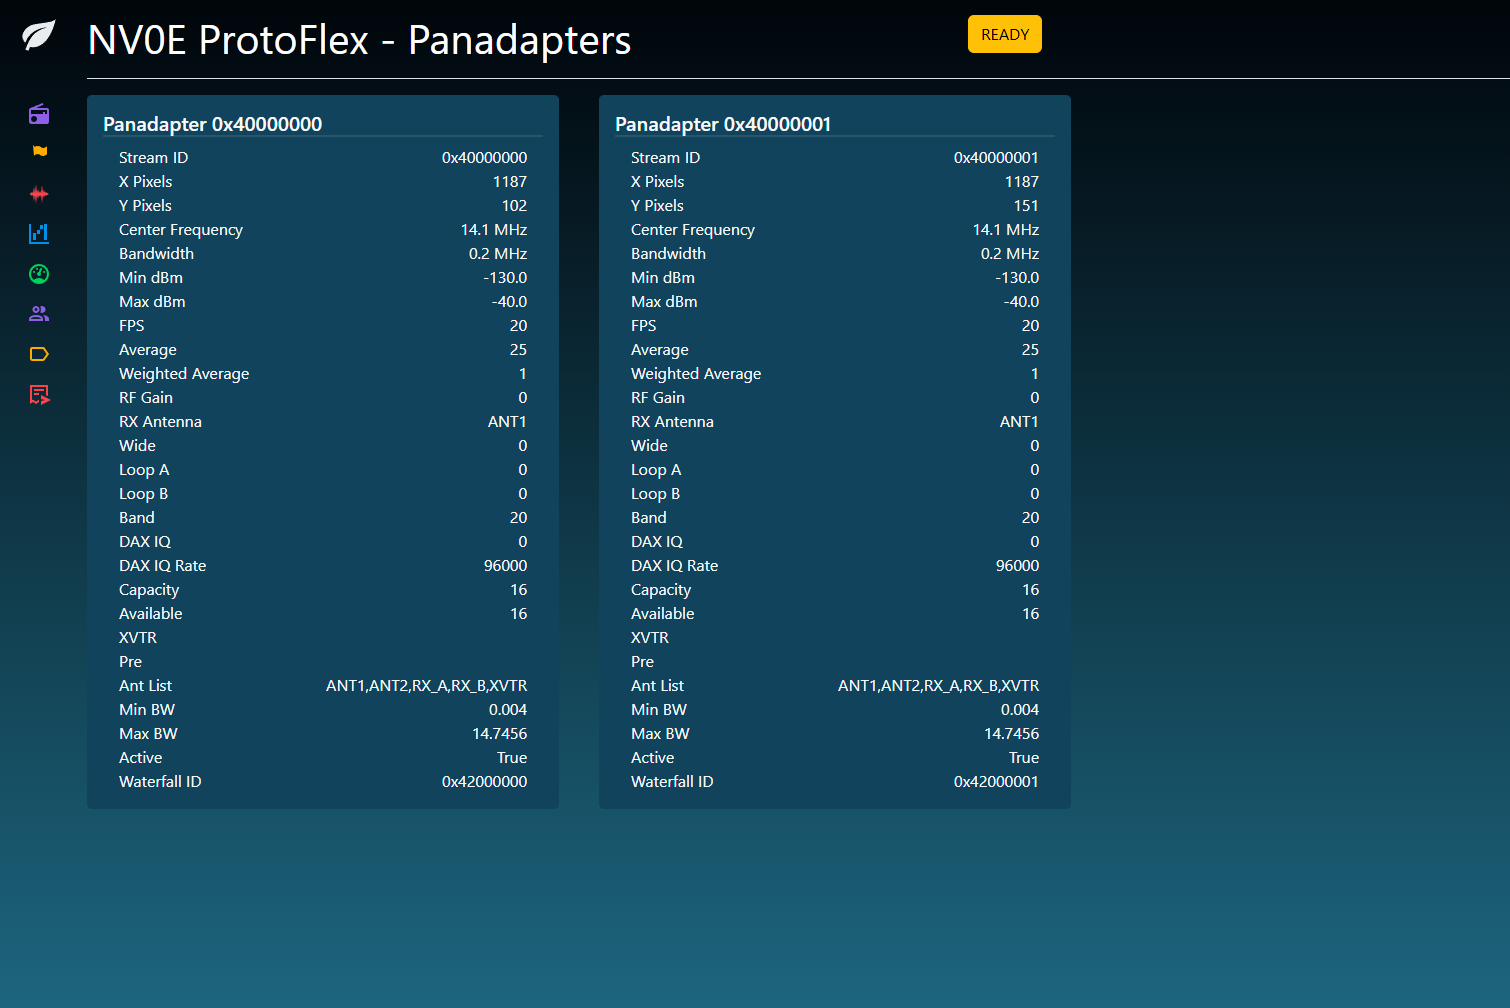 NV0E ProtoFlex - Panadapters
READY
Panadapter 0x40000000
Stream ID 0x40000000
X Pixels 1187
Y Pixels 102
Center Frequency 14.1 MHz
Bandwidth 0.2 MHz
Min dBm -130.0
Max dBm -40.0
FPS 20
Average 25
Weighted Average 1
RF Gain 0
RX Antenna ANT1
Wide 0
Loop A 0
Loop B 0
Band 20
DAX IQ 0
DAX IQ Rate 96000
Capacity 16
Available 16
XVTR
Pre
Ant List ANT1,ANT2,RX_A,RX_B,XVTR
Min BW 0.004
Max BW 14.7456
Active True
Waterfall ID 0x42000000
Panadapter 0x40000001
Stream ID 0x40000001
X Pixels 1187
Y Pixels 151
Center Frequency 14.1 MHz
Bandwidth 0.2 MHz
Min dBm -130.0
Max dBm -40.0
FPS 20
Average 25
Weighted Average 1
RF Gain 0
RX Antenna ANT1
Wide 0
Loop A 0
Loop B 0
Band 20
DAX IQ 0
DAX IQ Rate 96000
Capacity 16
Available 16
XVTR
Pre
Ant List ANT1,ANT2,RX_A,RX_B,XVTR
Min BW 0.004
Max BW 14.7456
Active True
Waterfall ID 0x42000001